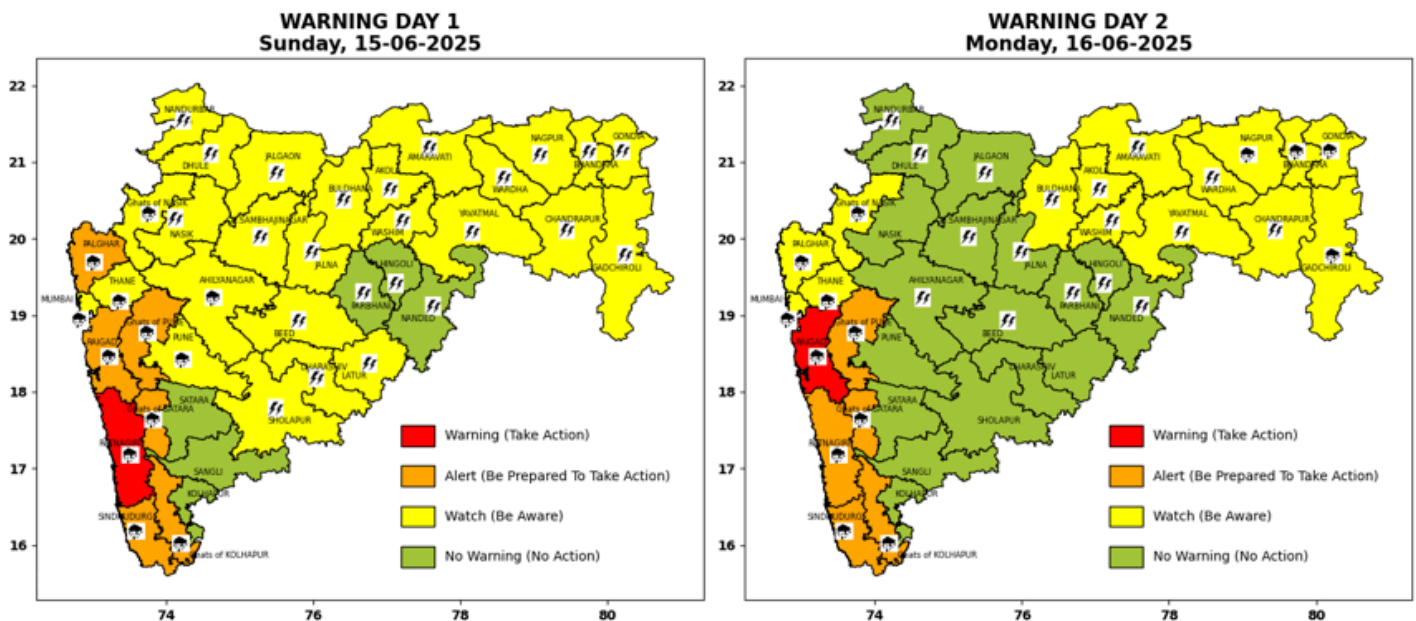 WARNING DAY 1
Sunday, 15-06-2025
22
21
20
19
18
17
16
74
76
78
80
NANDURBAR
DHULE
JALGAON
BULDHANA
AKOLA
AMARAVATI
NAGPUR
GONDIA
BHANDARA
WARDHA
WASHIM
YAVATMAL
CHANDRAPUR
GADCHIROLI
Ghats of NASIK
NASIK
SAMBHAJINAGAR
JALNA
HINGOLI
PARBHANI
NANDED
PALGHAR
THANE
MUMBAI
AHILYANAGAR
BEED
RAIGAD
Ghats of PUNE
PUNE
DHARASHIV
LATUR
SATARA
Ghats of SATARA
SHOLAPUR
RATNAGIRI
SANGLI
KOLHAPUR
SINDHUDURG
Ghats of KOLHAPUR
Warning (Take Action)
Alert (Be Prepared To Take Action)
Watch (Be Aware)
No Warning (No Action)
WARNING DAY 2
Monday, 16-06-2025
22
21
20
19
18
17
16
74
76
78
80
NANDURBAR
DHULE
JALGAON
BULDHANA
AKOLA
AMARAVATI
NAGPUR
GONDIA
BHANDARA
WARDHA
WASHIM
YAVATMAL
CHANDRAPUR
GADCHIROLI
Ghats of NASIK
NASIK
SAMBHAJINAGAR
JALNA
HINGOLI
PARBHANI
NANDED
PALGHAR
THANE
MUMBAI
AHILYANAGAR
BEED
RAIGAD
Ghats of PUNE
PUNE
DHARASHIV
LATUR
SATARA
Ghats of SATARA
SHOLAPUR
RATNAGIRI
SANGLI
KOLHAPUR
SINDHUDURG
Ghats of KOLHAPUR
Warning (Take Action)
Alert (Be Prepared To Take Action)
Watch (Be Aware)
No Warning (No Action)